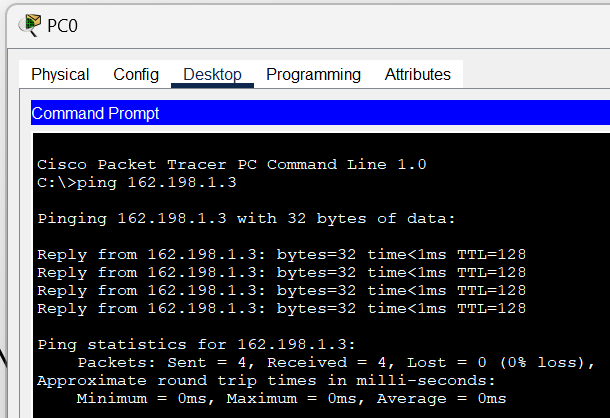 PC0
Physical Config Desktop Programming Attributes
Command Prompt
Cisco Packet Tracer PC Command Line 1.0
C:\>ping 162.198.1.3
Pinging 162.198.1.3 with 32 bytes of data:
Reply from 162.198.1.3: bytes=32 time<1ms TTL=128
Reply from 162.198.1.3: bytes=32 time<1ms TTL=128
Reply from 162.198.1.3: bytes=32 time<1ms TTL=128
Reply from 162.198.1.3: bytes=32 time<1ms TTL=128
Ping statistics for 162.198.1.3:
Packets: Sent = 4, Received = 4, Lost = 0 (0% loss),
Approximate round trip times in milli-seconds:
Minimum = 0ms, Maximum = 0ms, Average = 0ms